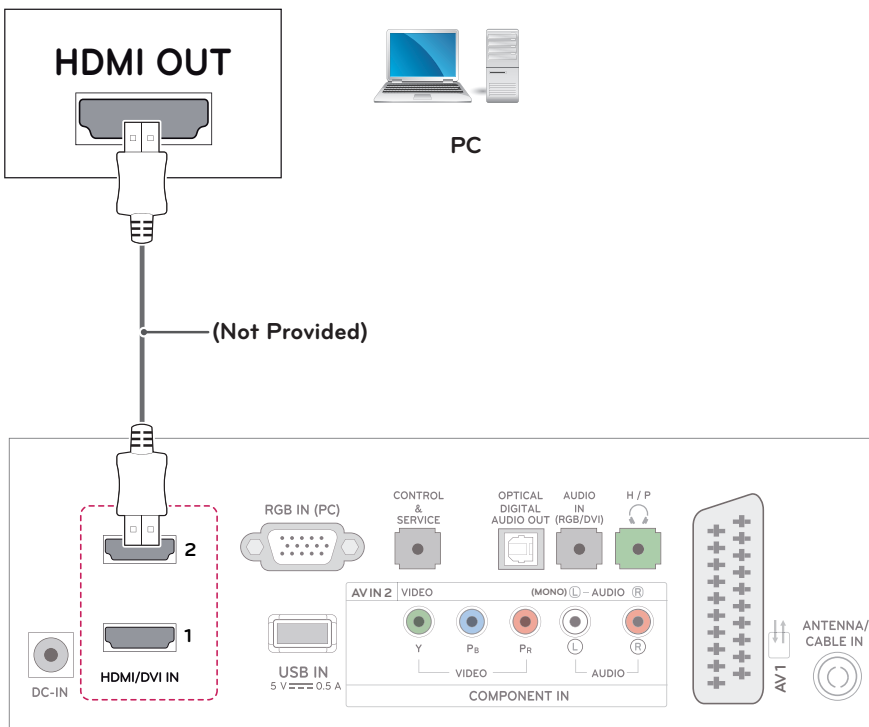 HDMI OUT
PC
(Not Provided)
RGB IN (PC)
CONTROL
&
SERVICE
OPTICAL
DIGITAL
AUDIO OUT
AUDIO
IN
(RGB/DVI)
H / P
2
1
HDMI/DVI IN
DC-IN
USB IN
5 V 0.5 A
AV IN 2 VIDEO (MONO) L AUDIO R
Y PB PR L R
VIDEO AUDIO
COMPONENT IN
AV 1
ANTENNA/
CABLE IN